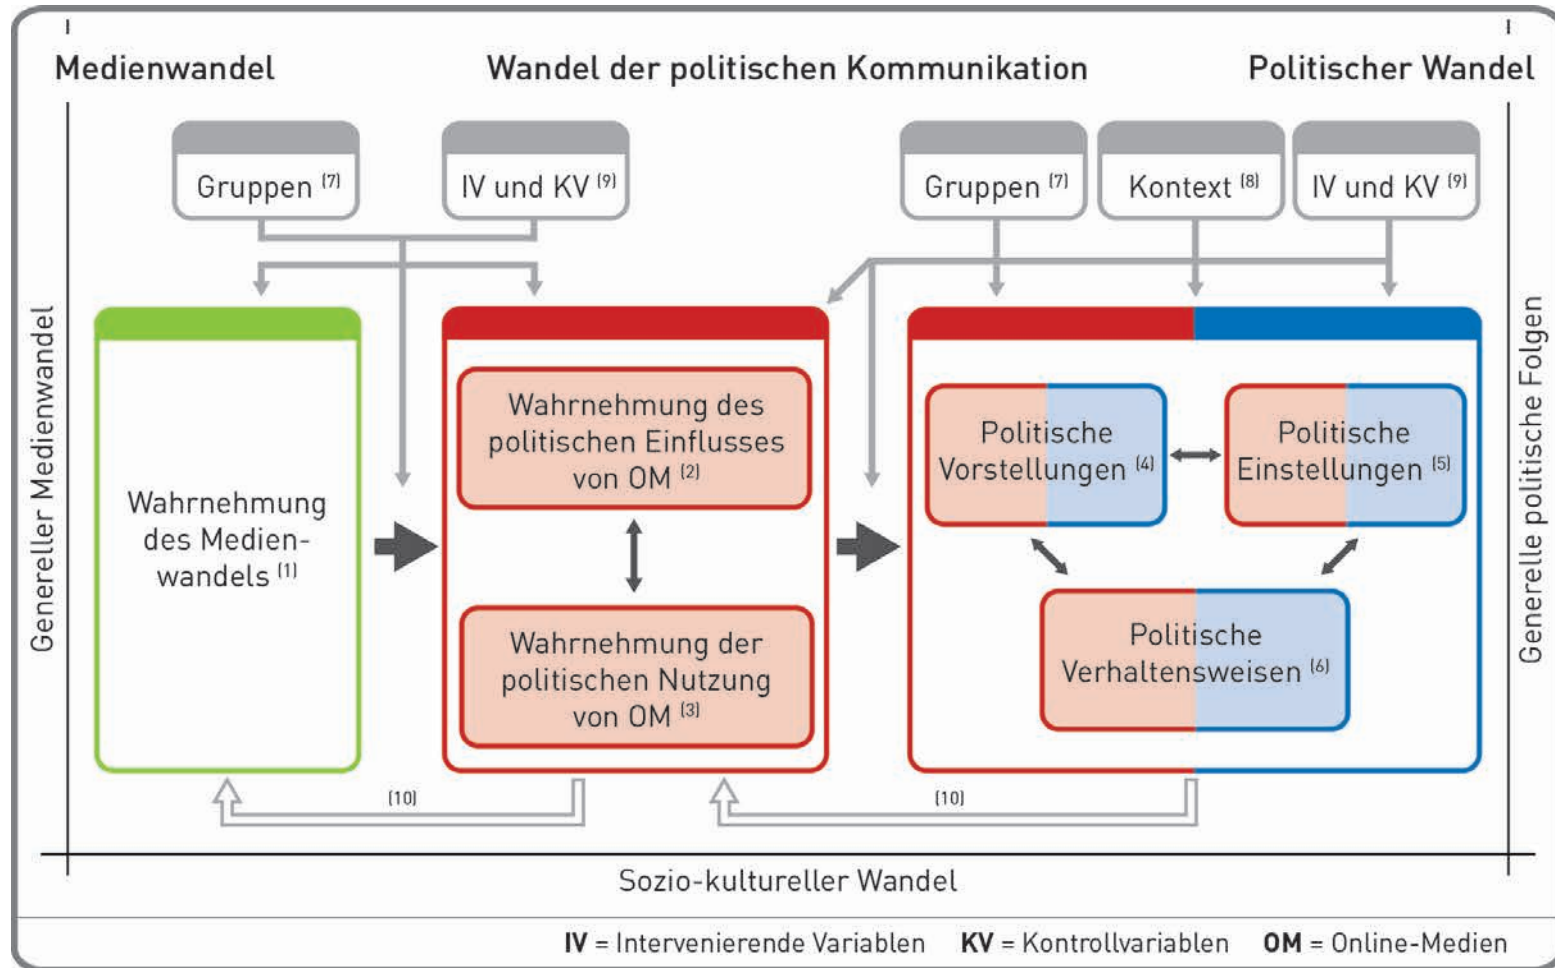 Medienwandel
Wandel der politischen Kommunikation
Politischer Wandel
Gruppen (7)
IV und KV (9)
Gruppen (7)
Kontext (8)
IV und KV (9)
Genereller Medienwandel
Wahrnehmung
des Medien-
wandels (1)
Wahrnehmung des
politischen Einflusses
von OM (2)
Wahrnehmung der
politischen Nutzung
von OM (3)
Politische
Vorstellungen (4)
Politische
Einstellungen (5)
Politische
Verhaltensweisen (6)
Generelle politische Folgen
(10)
(10)
Sozio-kultureller Wandel
IV = Intervenierende Variablen KV = Kontrollvariablen OM = Online-Medien